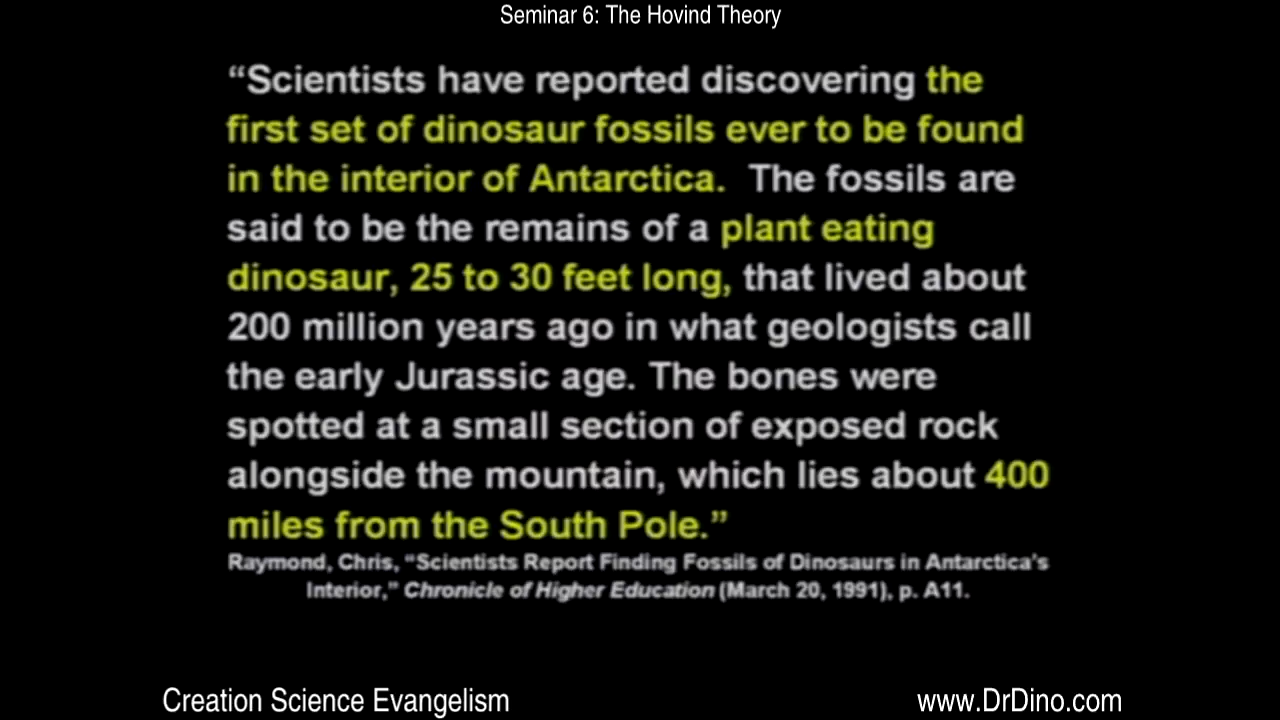 Seminar 6: The Hovind Theory
“Scientists have reported discovering the
first set of dinosaur fossils ever to be found
in the interior of Antarctica.  The fossils are
said to be the remains of a plant eating
dinosaur, 25 to 30 feet long, that lived about
200 million years ago in what geologists call
the early Jurassic age. The bones were
spotted at a small section of exposed rock
alongside the mountain, which lies about 400
miles from the South Pole.”
Raymond, Chris, “Scientists Report Finding Fossils of Dinosaurs in Antarctica’s
Interior,” Chronicle of Higher Education (March 20, 1991), p. A11.
Creation Science Evangelism
www.DrDino.com